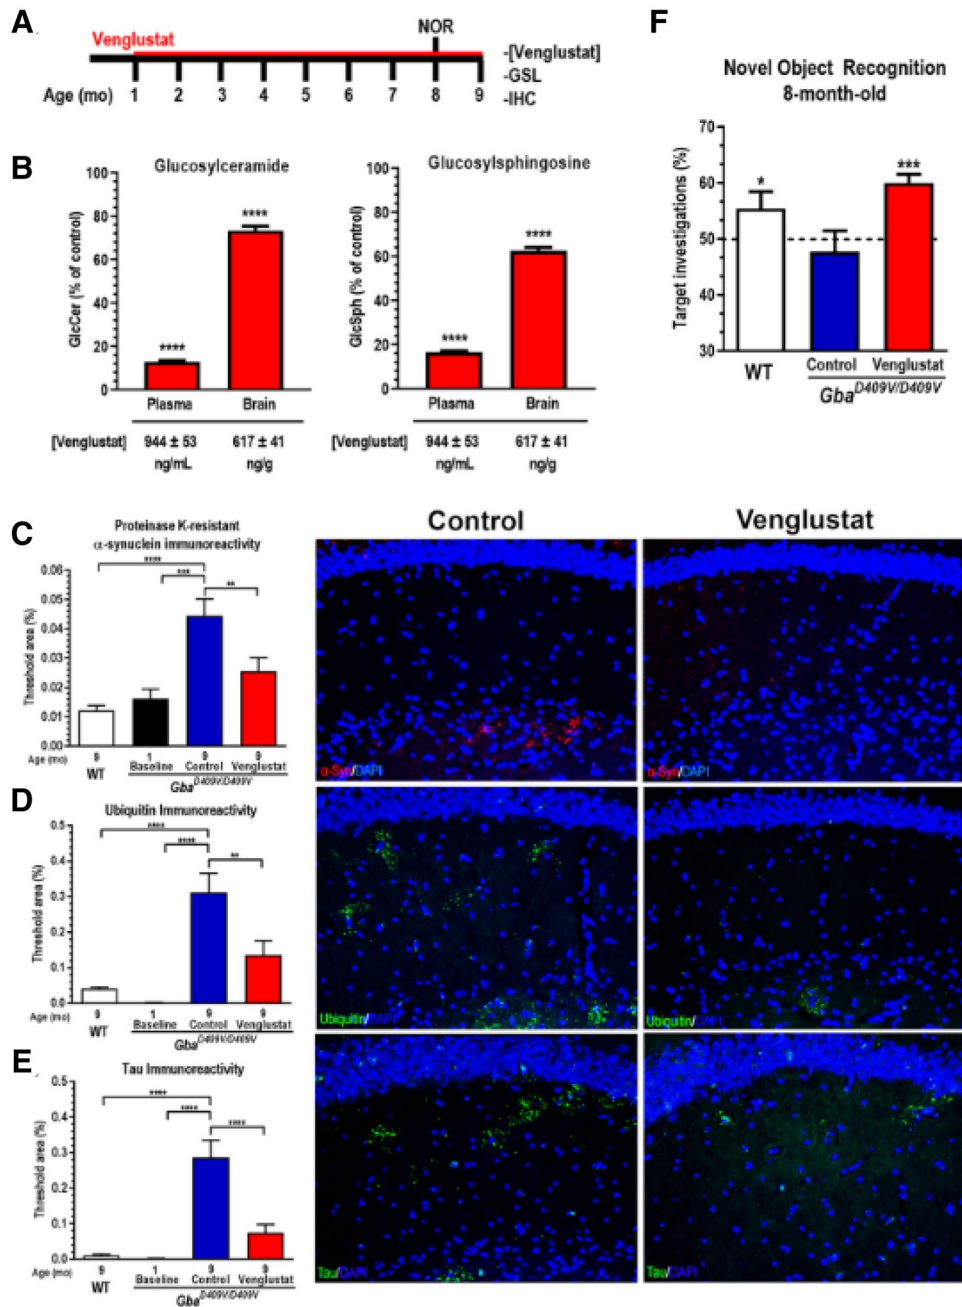 A
Venglustat
NOR
Age (mo) 1 2 3 4 5 6 7 8 9
-[Venglustat]
-GSL
-IHC
B
Glucosylceramide
GlcCer (% of control)
100
80
60
40
20
0
****
****
Plasma Brain
[Venglustat] 944 ± 53 617 ± 41
ng/mL ng/g
Glucosylsphingosine
GlcSph (% of control)
100
80
60
40
20
0
****
****
Plasma Brain
[Venglustat] 944 ± 53 617 ± 41
ng/mL ng/g
F
Novel Object Recognition
8-month-old
Target investigations (%)
70
60
50
40
30
*
***
WT
Control Venglustat
Gba D409V/D409V
C
Proteinase K-resistant
α-synuclein immunoreactivity
Threshold area (%)
0.06
0.05
0.04
0.03
0.02
0.01
0.00
****
***
**
Age (mo) 9 1 9 9
WT Baseline Control Venglustat
Gba D409V/D409V
Control
Venglustat
α-Syn/DAPI
α-Syn/DAPI
D
Ubiquitin Immunoreactivity
Threshold area (%)
0.5
0.4
0.3
0.2
0.1
0.0
****
****
**
Age (mo) 9 1 9 9
WT Baseline Control Venglustat
Gba D409V/D409V
Ubiquitin/DAPI
Ubiquitin/DAPI
E
Tau Immunoreactivity
Threshold area (%)
0.5
0.4
0.3
0.2
0.1
0.0
****
****
****
Age (mo) 9 1 9 9
WT Baseline Control Venglustat
Gba D409V/D409V
Tau/DAPI
Tau/DAPI